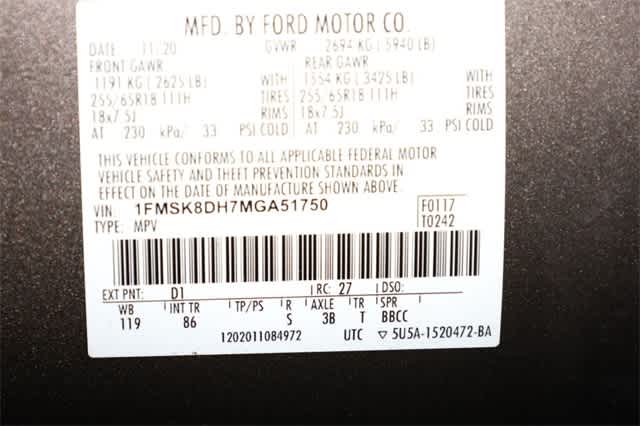 MFD. BY FORD MOTOR CO.
DATE: 11/20 GVWR 2694 KG ( 5940 LB)
FRONT GAWR REAR GAWR
1191 KG ( 2625 LB) WITH 1554 KG ( 3425 LB) WITH
255/65R18 111H TIRES 255/65R18 111H TIRES
18x7.5J RIMS 18x7.5J RIMS
AT 230 kPa/ 33 PSI COLD AT 230 kPa/ 33 PSI COLD
THIS VEHICLE CONFORMS TO ALL APPLICABLE FEDERAL MOTOR
VEHICLE SAFETY AND THEFT PREVENTION STANDARDS IN
EFFECT ON THE DATE OF MANUFACTURE SHOWN ABOVE.
VIN: 1FMSK8DH7MGA51750 F0117
TYPE: MPV T0242
EXT PNT: D1 RC: 27 DSO:
WB INT TR TP/PS R AXLE TR SPR
119 86 S 3B T BBCC
1202011084972 UTC ▽ 5U5A-1520472-BA